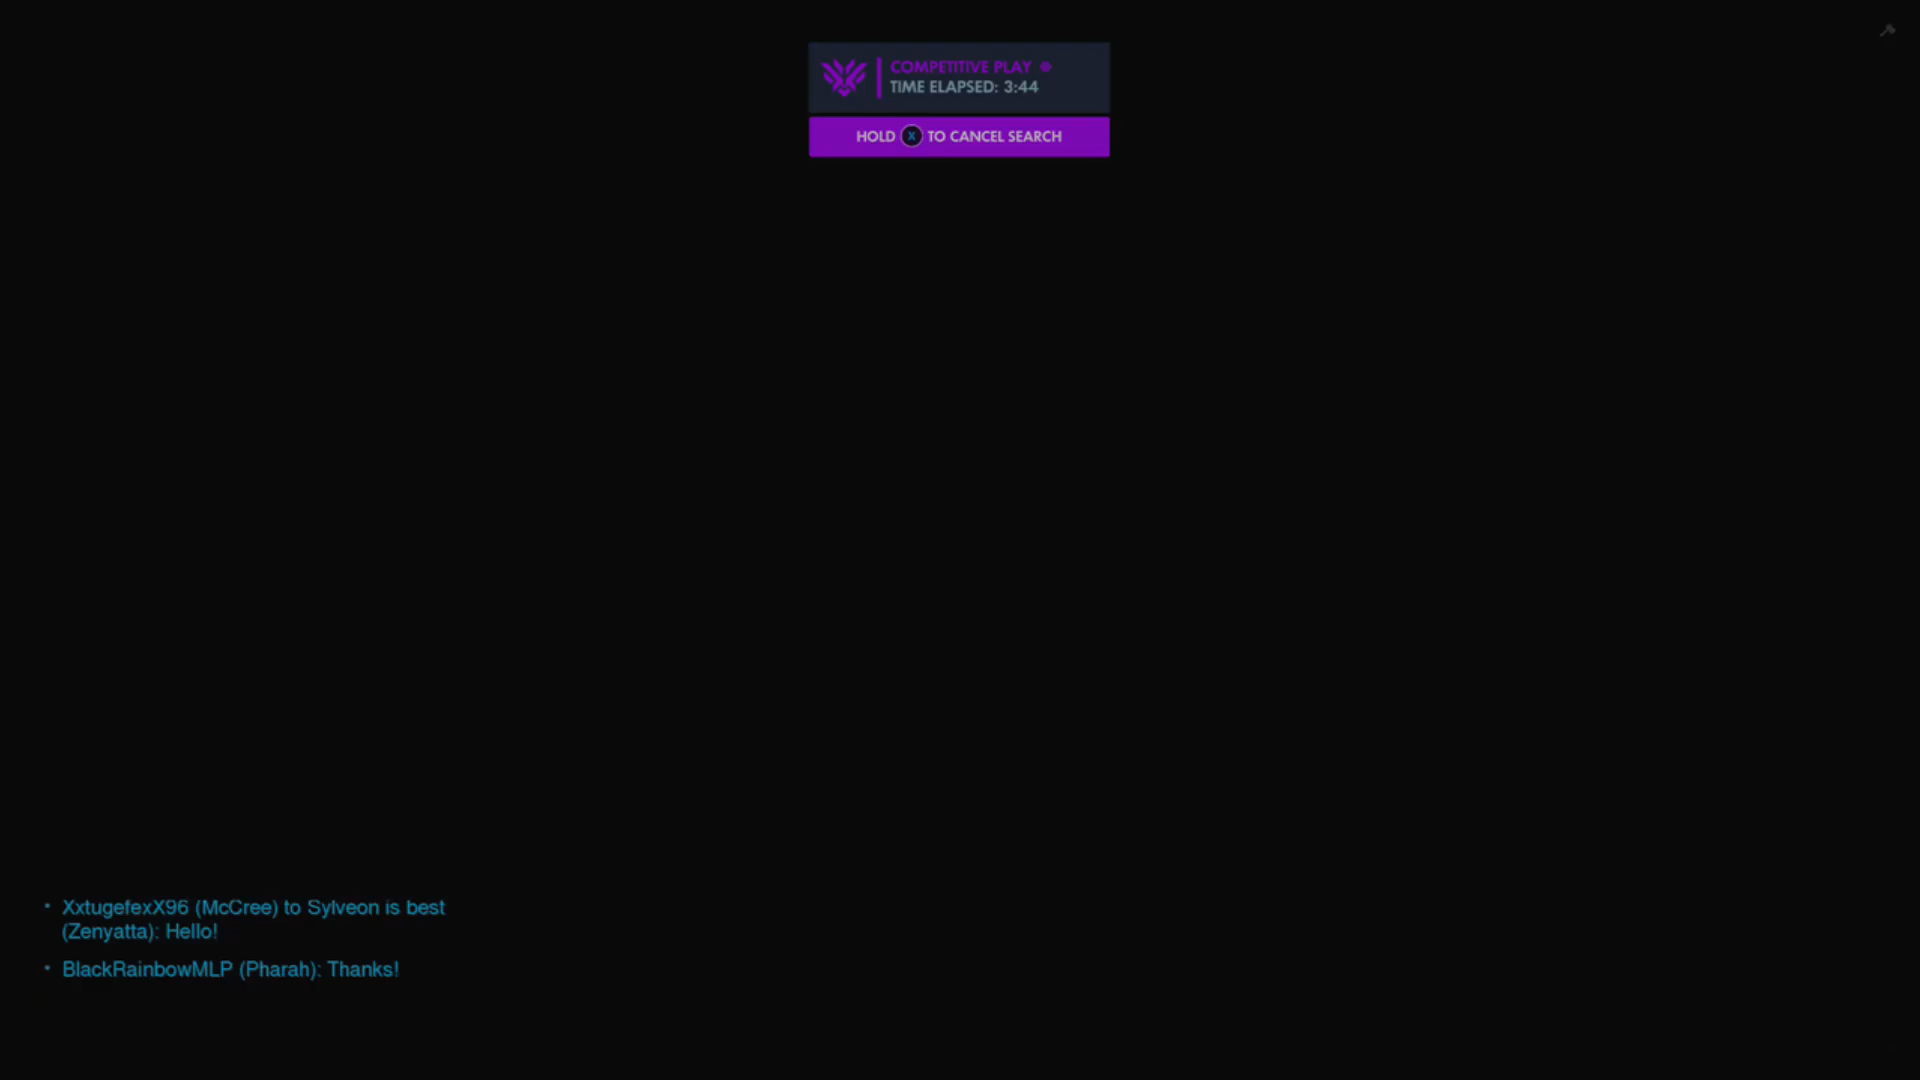 COMPETITIVE PLAY
TIME ELAPSED: 3:44
HOLD X TO CANCEL SEARCH
• XxtugefexX96 (McCree) to Sylveon is best
(Zenyatta): Hello!
• BlackRainbowMLP (Pharah): Thanks!